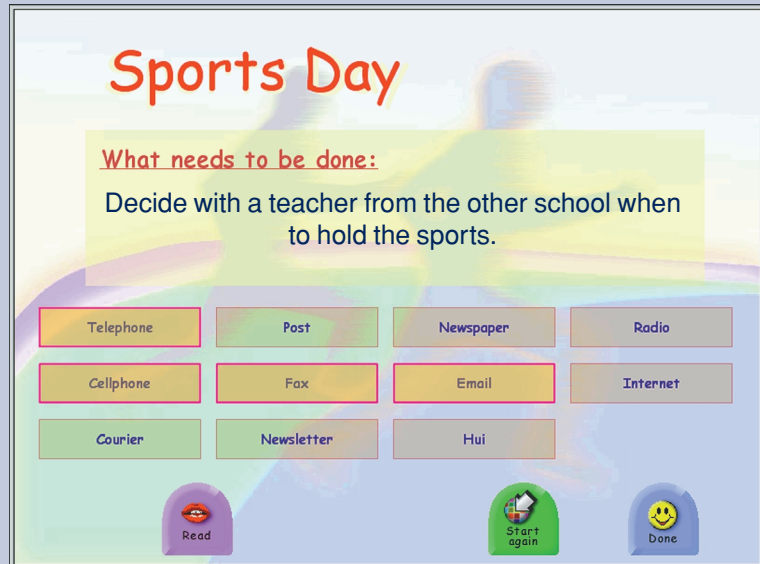 Sports Day
What needs to be done:
Decide with a teacher from the other school when
to hold the sports.
Telephone
Post
Newspaper
Radio
Cellphone
Fax
Email
Internet
Courier
Newsletter
Hui
Read
Start
again
Done